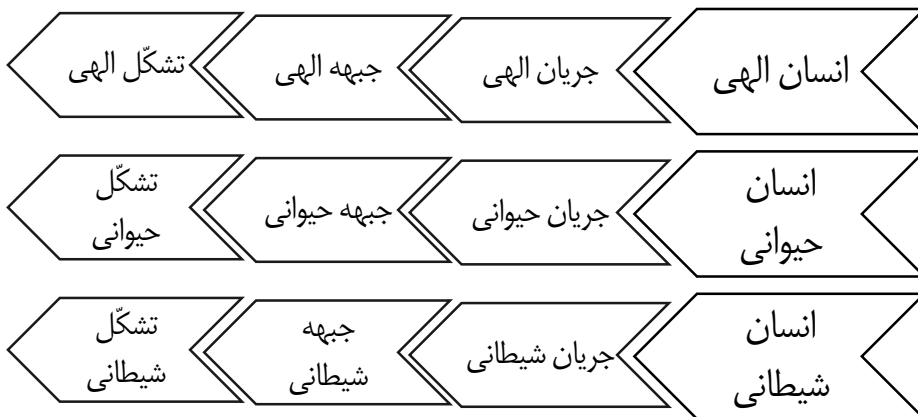 انسان الهی
جریان الهی
جبهه الهی
تشکّل الهی
انسان
حیوانی
جریان حیوانی
جبهه حیوانی
تشکّل
حیوانی
انسان
شیطانی
جریان شیطانی
جبهه
شیطانی
تشکّل
شیطانی